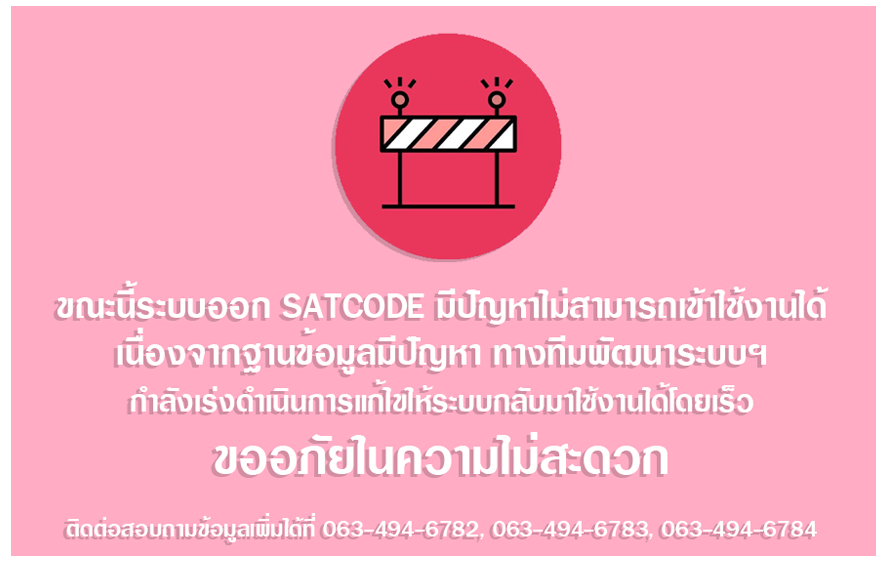 ขณะนี้ระบบออก SATCODE มีปัญหาไม่สามารถเข้าใช้งานได้
เนื่องจากฐานข้อมูลมีปัญหา ทางทีมพัฒนาระบบฯ
กำลังเร่งดำเนินการแก้ไขให้ระบบกลับมาใช้งานได้โดยเร็ว
ขออภัยในความไม่สะดวก
ติดต่อสอบถามข้อมูลเพิ่มได้ที่ 063-494-6782, 063-494-6783, 063-494-6784